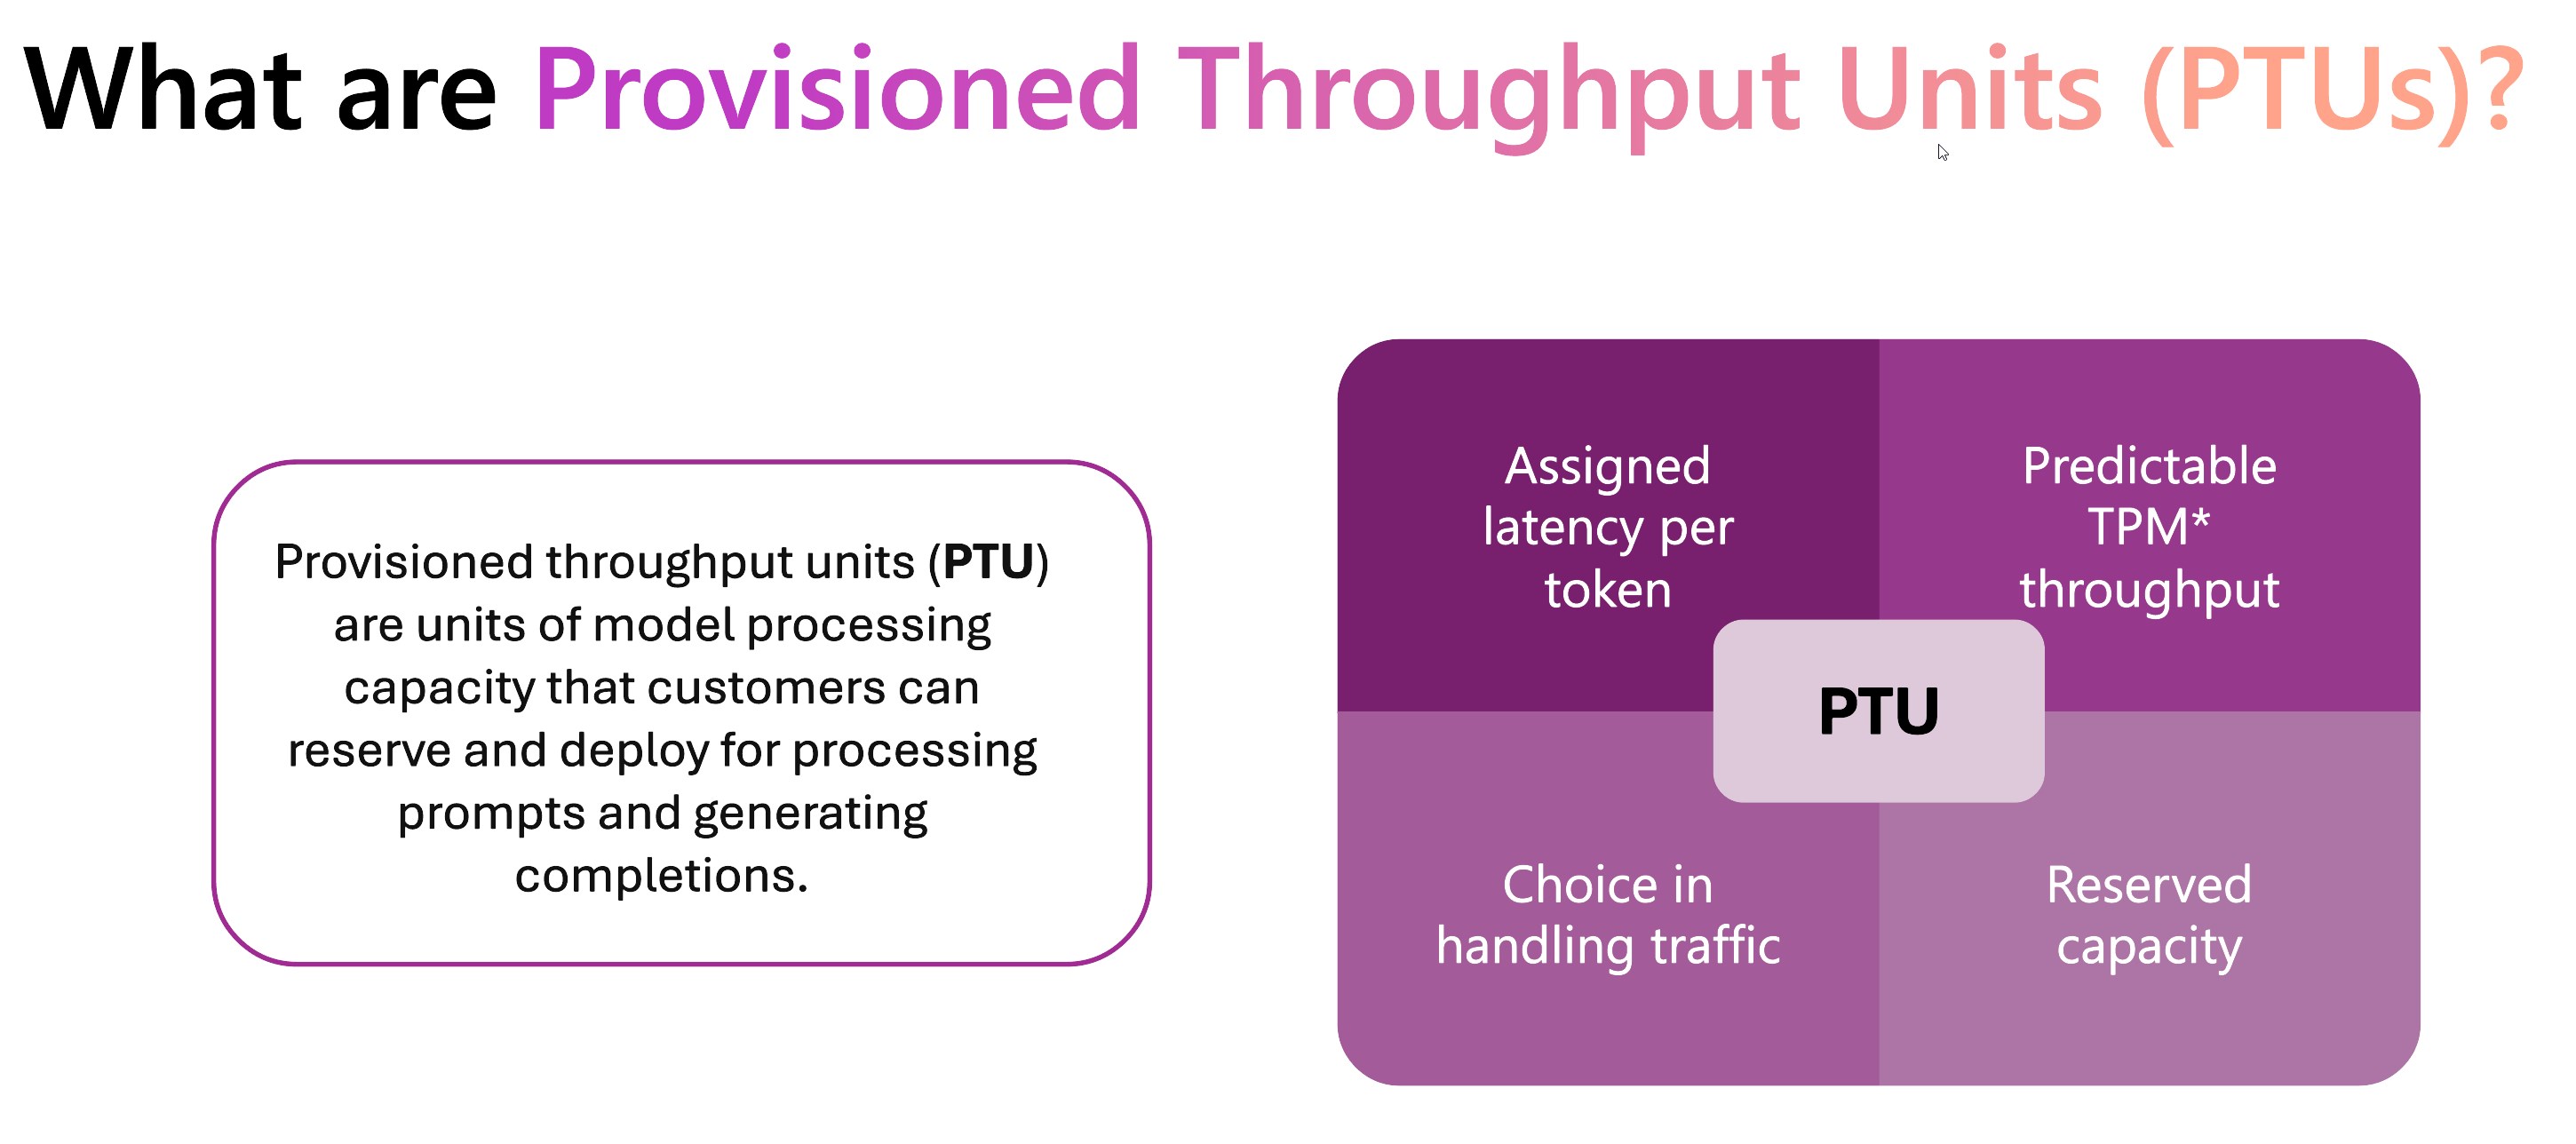 What are Provisioned Throughput Units (PTUs)?
Provisioned throughput units (PTU)
are units of model processing
capacity that customers can
reserve and deploy for processing
prompts and generating
completions.
Assigned
latency per
token
Predictable
TPM*
throughput
PTU
Choice in
handling traffic
Reserved
capacity